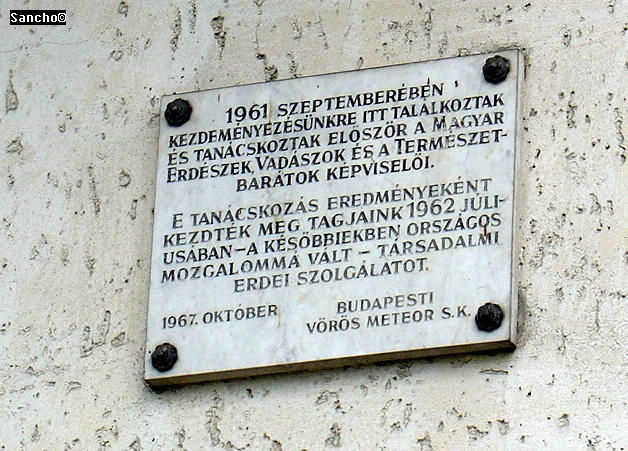 Sancho©
1961 SZEPTEMBERÉBEN
KEZDEMÉNYEZÉSÜNKRE ITT TALÁLKOZTAK
ÉS TANÁCSKOZTAK ELŐSZÖR A MAGYAR
ERDÉSZEK, VADÁSZOK ÉS A TERMÉSZET-
BARÁTOK KÉPVISELŐI.
E TANÁCSKOZÁS EREDMÉNYEKÉNT
KEZDTÉK MEG TAGJAINK 1962 JÚLI-
USÁBAN – A KÉSŐBBIEKBEN ORSZÁGOS
MOZGALOMMÁ VÁLT – TÁRSADALMI
ERDEI SZOLGÁLATOT.
1967. OKTÓBER
BUDAPESTI
VÖRÖS METEOR S.K.